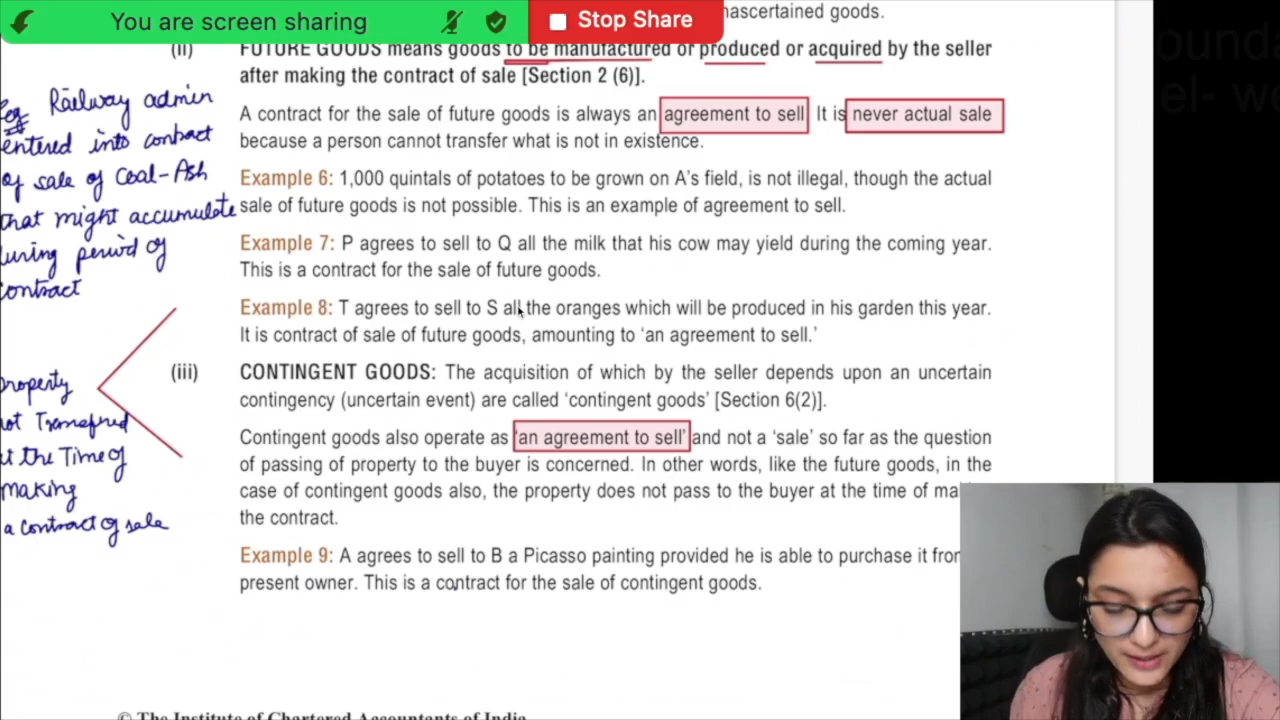 You are screen sharing
Stop Share
nascertained goods.
(ii) FUTURE GOODS means goods to be manufactured or produced or acquired by the seller
after making the contract of sale [Section 2 (6)].
A contract for the sale of future goods is always an agreement to sell. It is never actual sale
because a person cannot transfer what is not in existence.
Example 6: 1,000 quintals of potatoes to be grown on A's field, is not illegal, though the actual
sale of future goods is not possible. This is an example of agreement to sell.
Example 7: P agrees to sell to Q all the milk that his cow may yield during the coming year.
This is a contract for the sale of future goods.
Example 8: T agrees to sell to S all the oranges which will be produced in his garden this year.
It is contract of sale of future goods, amounting to 'an agreement to sell.'
(iii) CONTINGENT GOODS: The acquisition of which by the seller depends upon an uncertain
contingency (uncertain event) are called 'contingent goods' [Section 6(2)].
Contingent goods also operate as 'an agreement to sell' and not a 'sale' so far as the question
of passing of property to the buyer is concerned. In other words, like the future goods, in the
case of contingent goods also, the property does not pass to the buyer at the time of ma
the contract.
Example 9: A agrees to sell to B a Picasso painting provided he is able to purchase it fro
present owner. This is a contract for the sale of contingent goods.
© The Institute of Chartered Accountants of India
eg Railway admin
entered into contract
of sale of Coal-Ash
that might accumulate
during period of
contract
property
not Transferred
at the Time of
making
a contract of sale